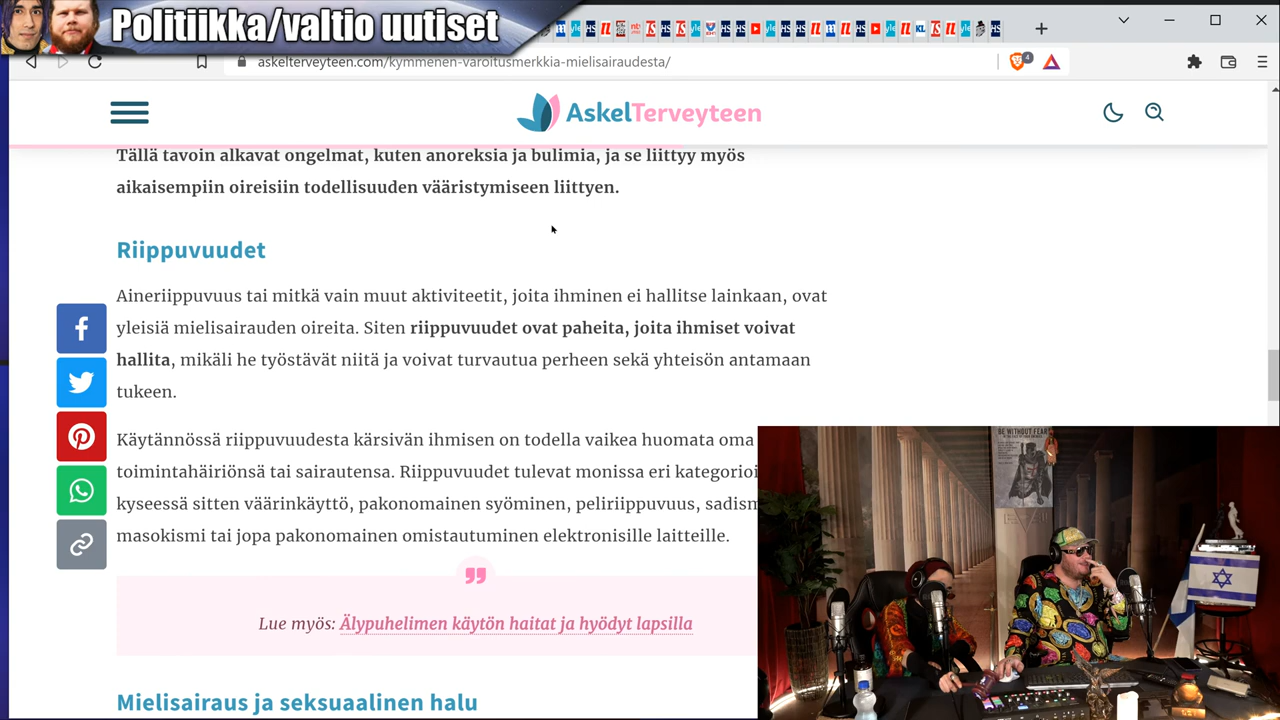 Politiikka/valtio uutiset
askelterveyteen.com/kymmenen-varoitusmerkkia-mielisairaudesta/
4
AskelTerveyteen
Tällä tavoin alkavat ongelmat, kuten anoreksia ja bulimia, ja se liittyy myös
aikaisempiin oireisiin todellisuuden vääristymiseen liittyen.
Riippuvuudet
Aineriippuvuus tai mitkä vain muut aktiviteetit, joita ihminen ei hallitse lainkaan, ovat
yleisiä mielisairauden oireita. Siten riippuvuudet ovat paheita, joita ihmiset voivat
hallita, mikäli he työstävät niitä ja voivat turvautua perheen sekä yhteisön antamaan
tukeen.
Käytännössä riippuvuudesta kärsivän ihmisen on todella vaikea huomata oma
toimintahäiriönsä tai sairautensa. Riippuvuudet tulevat monissa eri kategorioi
kyseessä sitten väärinkäyttö, pakonomainen syöminen, peliriippuvuus, sadism
masokismi tai jopa pakonomainen omistautuminen elektronisille laitteille.
Lue myös: Älypuhelimen käytön haitat ja hyödyt lapsilla
Mielisairaus ja seksuaalinen halu
BE WITHOUT FEAR